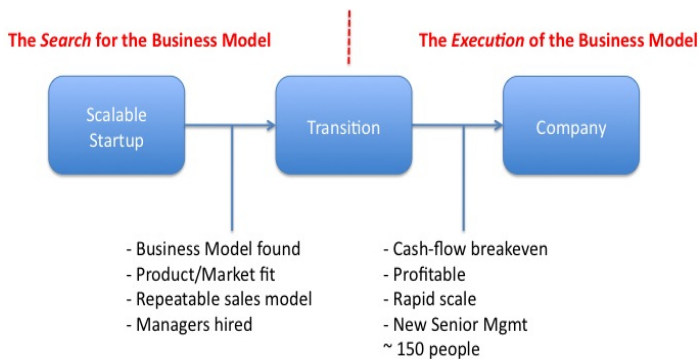 The Search for the Business Model
The Execution of the Business Model
Scalable
Startup
Transition
Company
- Business Model found
- Product/Market fit
- Repeatable sales model
- Managers hired
- Cash-flow breakeven
- Profitable
- Rapid scale
- New Senior Mgmt
~ 150 people